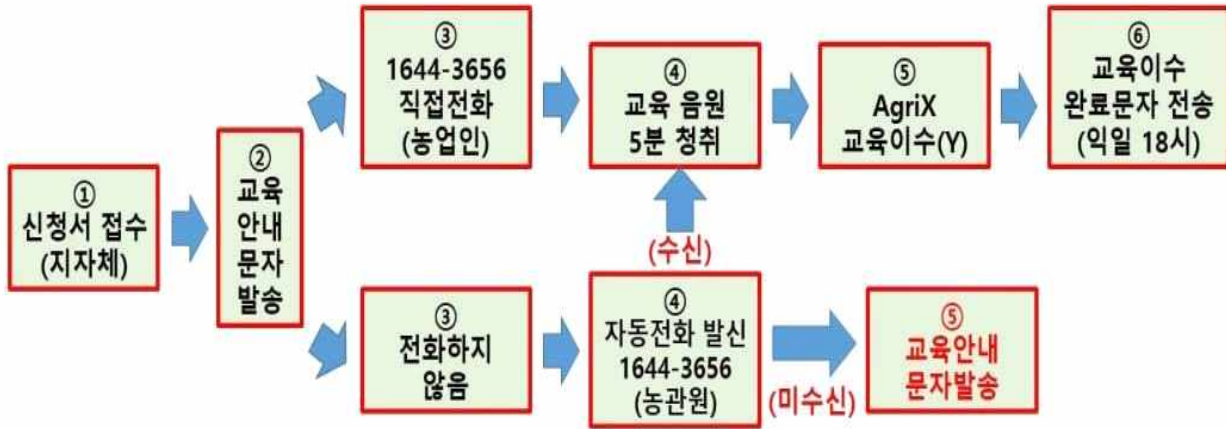 ①
신청서 접수
(지자체)
②
교육
안내
문자
발송
③
1644-3656
직접전화
(농업인)
④
교육 음원
5분 청취
⑤
AgriX
교육이수(Y)
⑥
교육이수
완료문자 전송
(익일 18시)
③
전화하지
않음
④
자동전화 발신
1644-3656
(농관원)
(수신)
(미수신)
⑤
교육안내
문자발송